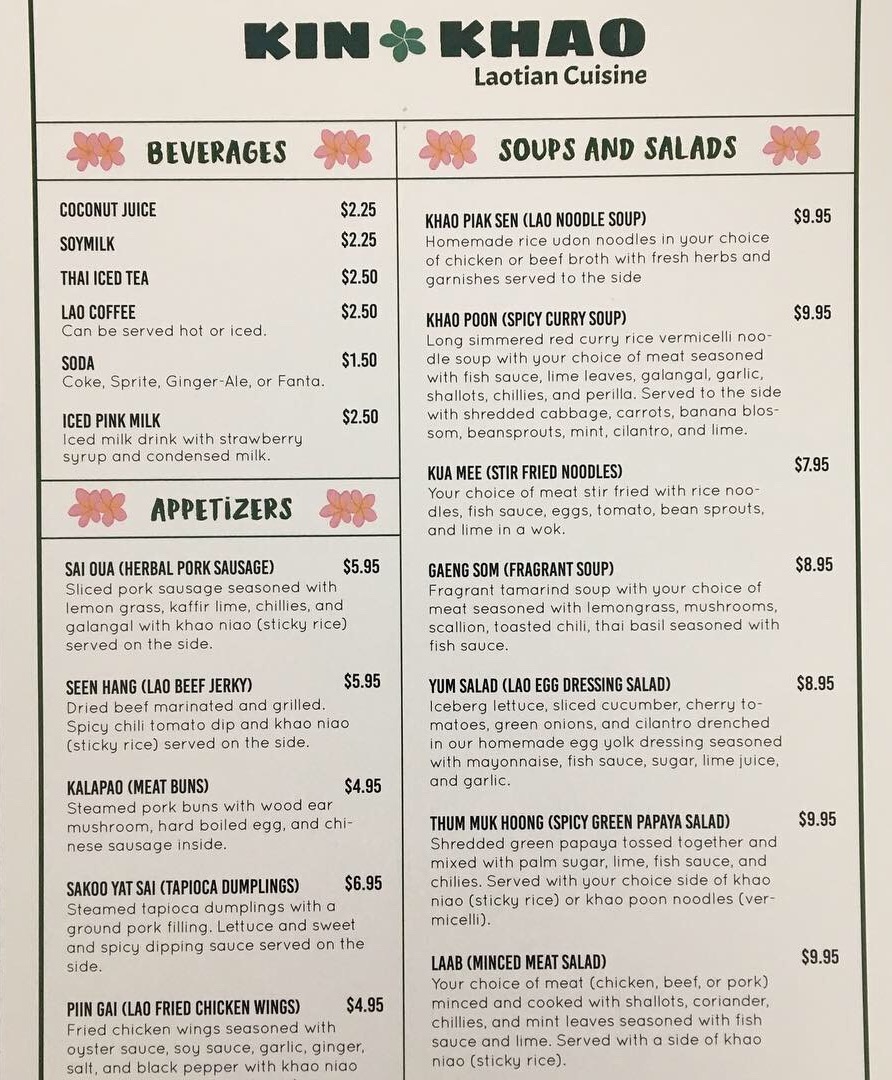 KIN KHAO
Laotian Cuisine
BEVERAGES
COCONUT JUICE $2.25
SOYMILK $2.25
THAI ICED TEA $2.50
LAO COFFEE $2.50
Can be served hot or iced.
SODA $1.50
Coke, Sprite, Ginger-Ale, or Fanta.
ICED PINK MILK $2.50
Iced milk drink with strawberry
syrup and condensed milk.
APPETIZERS
SAI OUA (HERBAL PORK SAUSAGE) $5.95
Sliced pork sausage seasoned with
lemon grass, kaffir lime, chillies, and
galangal with khao niao (sticky rice)
served on the side.
SEEN HANG (LAO BEEF JERKY) $5.95
Dried beef marinated and grilled.
Spicy chili tomato dip and khao niao
(sticky rice) served on the side.
KALAPAO (MEAT BUNS) $4.95
Steamed pork buns with wood ear
mushroom, hard boiled egg, and chi-
nese sausage inside.
SAKOO YAT SAI (TAPIOCA DUMPLINGS) $6.95
Steamed tapioca dumplings with a
ground pork filling. Lettuce and sweet
and spicy dipping sauce served on the
side.
PIIN GAI (LAO FRIED CHICKEN WINGS) $4.95
Fried chicken wings seasoned with
oyster sauce, soy sauce, garlic, ginger,
salt, and black pepper with khao niao
SOUPS AND SALADS
KHAO PIAK SEN (LAO NOODLE SOUP) $9.95
Homemade rice udon noodles in your choice
of chicken or beef broth with fresh herbs and
garnishes served to the side
KHAO POON (SPICY CURRY SOUP) $9.95
Long simmered red curry rice vermicelli noo-
dle soup with your choice of meat seasoned
with fish sauce, lime leaves, galangal, garlic,
shallots, chillies, and perilla. Served to the side
with shredded cabbage, carrots, banana blos-
som, beansprouts, mint, cilantro, and lime.
KUA MEE (STIR FRIED NOODLES) $7.95
Your choice of meat stir fried with rice noo-
dles, fish sauce, eggs, tomato, bean sprouts,
and lime in a wok.
GAENG SOM (FRAGRANT SOUP) $8.95
Fragrant tamarind soup with your choice of
meat seasoned with lemongrass, mushrooms,
scallion, toasted chili, thai basil seasoned with
fish sauce.
YUM SALAD (LAO EGG DRESSING SALAD) $8.95
Iceberg lettuce, sliced cucumber, cherry to-
matoes, green onions, and cilantro drenched
in our homemade egg yolk dressing seasoned
with mayonnaise, fish sauce, sugar, lime juice,
and garlic.
THUM MUK HOONG (SPICY GREEN PAPAYA SALAD) $9.95
Shredded green papaya tossed together and
mixed with palm sugar, lime, fish sauce, and
chilies. Served with your choice side of khao
niao (sticky rice) or khao poon noodles (ver-
micelli).
LAAB (MINCED MEAT SALAD) $9.95
Your choice of meat (chicken, beef, or pork)
minced and cooked with shallots, coriander,
chillies, and mint leaves seasoned with fish
sauce and lime. Served with a side of khao
niao (sticky rice).